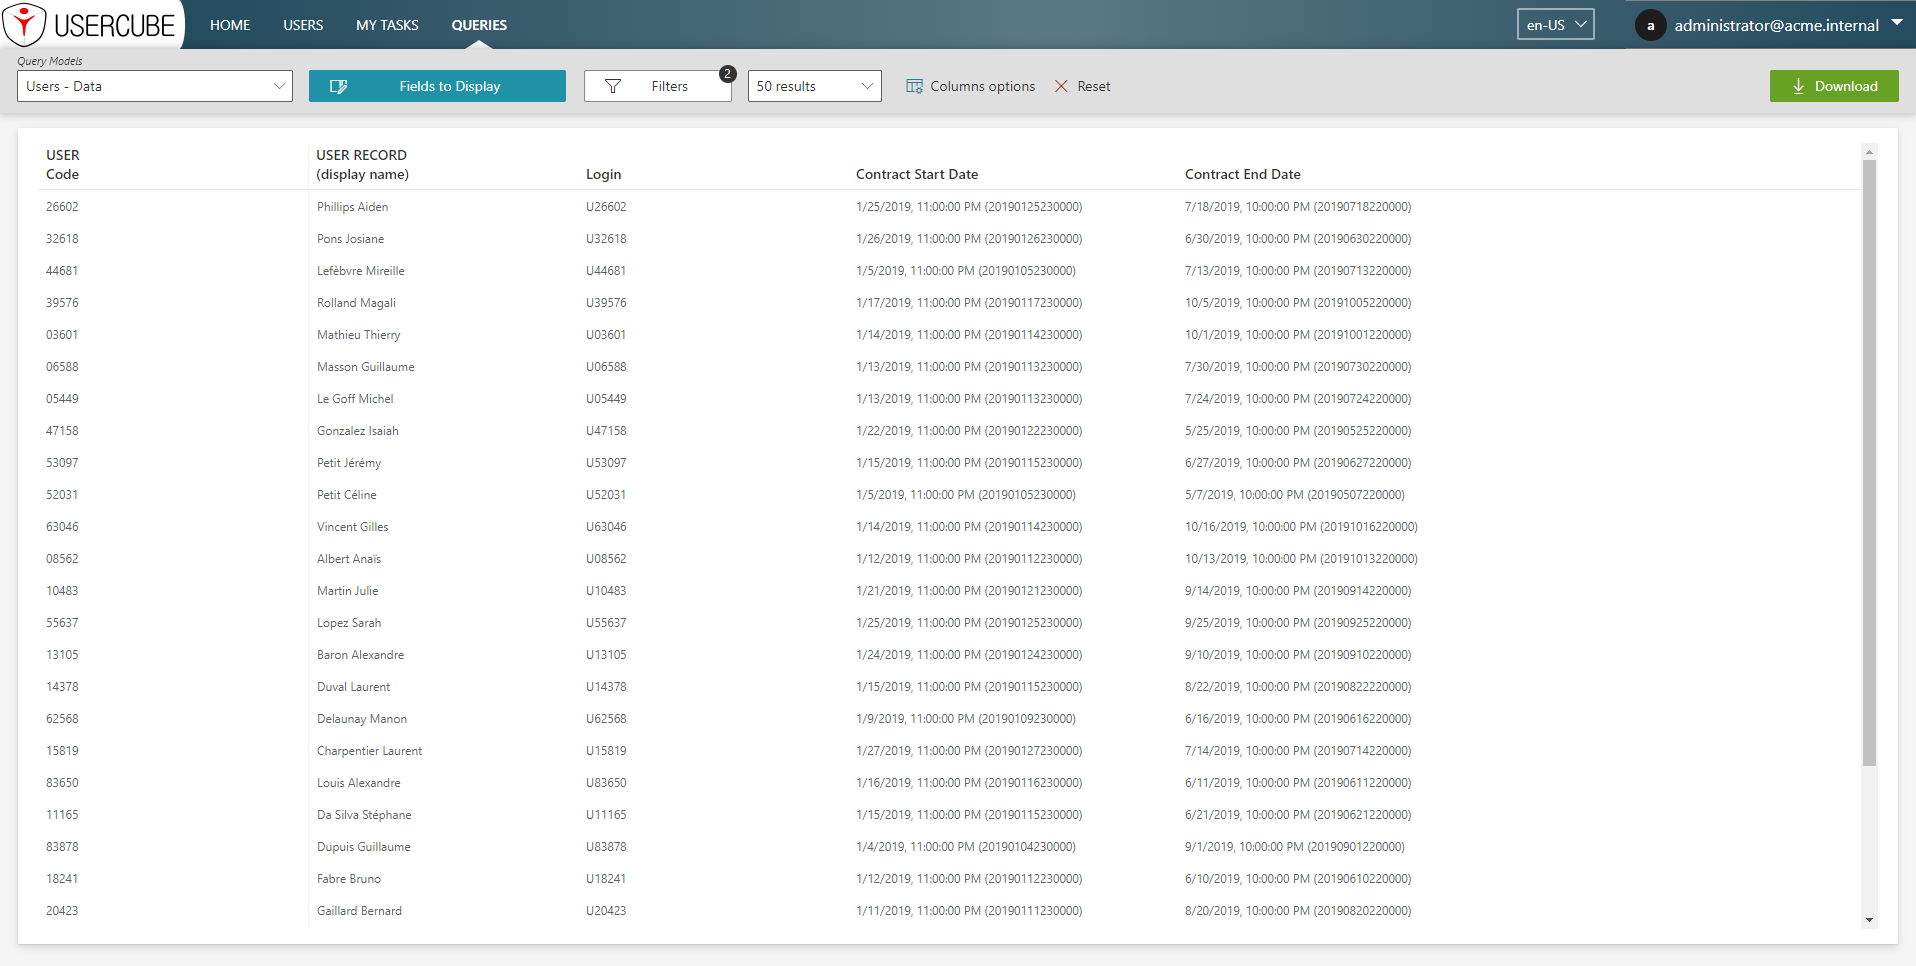 USERCUBE HOME USERS MY TASKS QUERIES en-US a administrator@acme.internal
Query Models
Users - Data Fields to Display Filters 2 50 results Columns options Reset Download
USER USER RECORD
Code (display name) Login Contract Start Date Contract End Date
26602 Phillips Aiden U26602 1/25/2019, 11:00:00 PM (20190125230000) 7/18/2019, 10:00:00 PM (20190718220000)
32618 Pons Josiane U32618 1/26/2019, 11:00:00 PM (20190126230000) 6/30/2019, 10:00:00 PM (20190630220000)
44681 Lefèbvre Mireille U44681 1/5/2019, 11:00:00 PM (20190105230000) 7/13/2019, 10:00:00 PM (20190713220000)
39576 Rolland Magali U39576 1/17/2019, 11:00:00 PM (20190117230000) 10/5/2019, 10:00:00 PM (20191005220000)
03601 Mathieu Thierry U03601 1/14/2019, 11:00:00 PM (20190114230000) 10/1/2019, 10:00:00 PM (20191001220000)
06588 Masson Guillaume U06588 1/13/2019, 11:00:00 PM (20190113230000) 7/30/2019, 10:00:00 PM (20190730220000)
05449 Le Goff Michel U05449 1/13/2019, 11:00:00 PM (20190113230000) 7/24/2019, 10:00:00 PM (20190724220000)
47158 Gonzalez Isaiah U47158 1/22/2019, 11:00:00 PM (20190122230000) 5/25/2019, 10:00:00 PM (20190525220000)
53097 Petit Jérémy U53097 1/15/2019, 11:00:00 PM (20190115230000) 6/27/2019, 10:00:00 PM (20190627220000)
52031 Petit Céline U52031 1/5/2019, 11:00:00 PM (20190105230000) 5/7/2019, 10:00:00 PM (20190507220000)
63046 Vincent Gilles U63046 1/14/2019, 11:00:00 PM (20190114230000) 10/16/2019, 10:00:00 PM (20191016220000)
08562 Albert Anaïs U08562 1/12/2019, 11:00:00 PM (20190112230000) 10/13/2019, 10:00:00 PM (20191013220000)
10483 Martin Julie U10483 1/21/2019, 11:00:00 PM (20190121230000) 9/14/2019, 10:00:00 PM (20190914220000)
55637 Lopez Sarah U55637 1/25/2019, 11:00:00 PM (20190125230000) 9/25/2019, 10:00:00 PM (20190925220000)
13105 Baron Alexandre U13105 1/24/2019, 11:00:00 PM (20190124230000) 9/10/2019, 10:00:00 PM (20190910220000)
14378 Duval Laurent U14378 1/15/2019, 11:00:00 PM (20190115230000) 8/22/2019, 10:00:00 PM (20190822220000)
62568 Delaunay Manon U62568 1/9/2019, 11:00:00 PM (20190109230000) 6/16/2019, 10:00:00 PM (20190616220000)
15819 Charpentier Laurent U15819 1/27/2019, 11:00:00 PM (20190127230000) 7/14/2019, 10:00:00 PM (20190714220000)
83650 Louis Alexandre U83650 1/16/2019, 11:00:00 PM (20190116230000) 6/11/2019, 10:00:00 PM (20190611220000)
11165 Da Silva Stéphane U11165 1/15/2019, 11:00:00 PM (20190115230000) 6/21/2019, 10:00:00 PM (20190621220000)
83878 Dupuis Guillaume U83878 1/4/2019, 11:00:00 PM (20190104230000) 9/1/2019, 10:00:00 PM (20190901220000)
18241 Fabre Bruno U18241 1/12/2019, 11:00:00 PM (20190112230000) 6/10/2019, 10:00:00 PM (20190610220000)
20423 Gaillard Bernard U20423 1/11/2019, 11:00:00 PM (20190111230000) 8/20/2019, 10:00:00 PM (20190820220000)